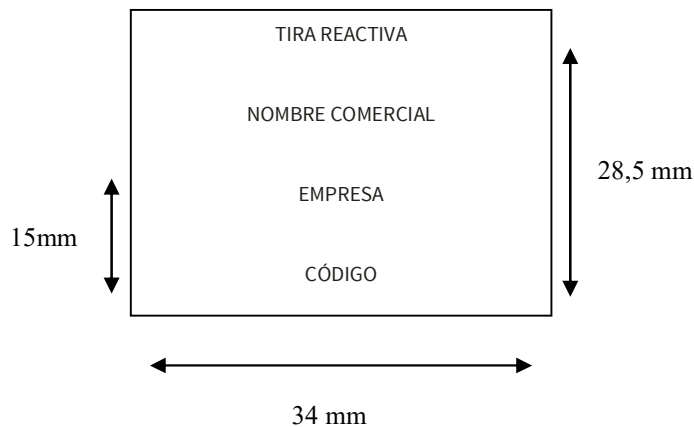 TIRA REACTIVA
NOMBRE COMERCIAL
28,5 mm
EMPRESA
15mm
CÓDIGO
34 mm